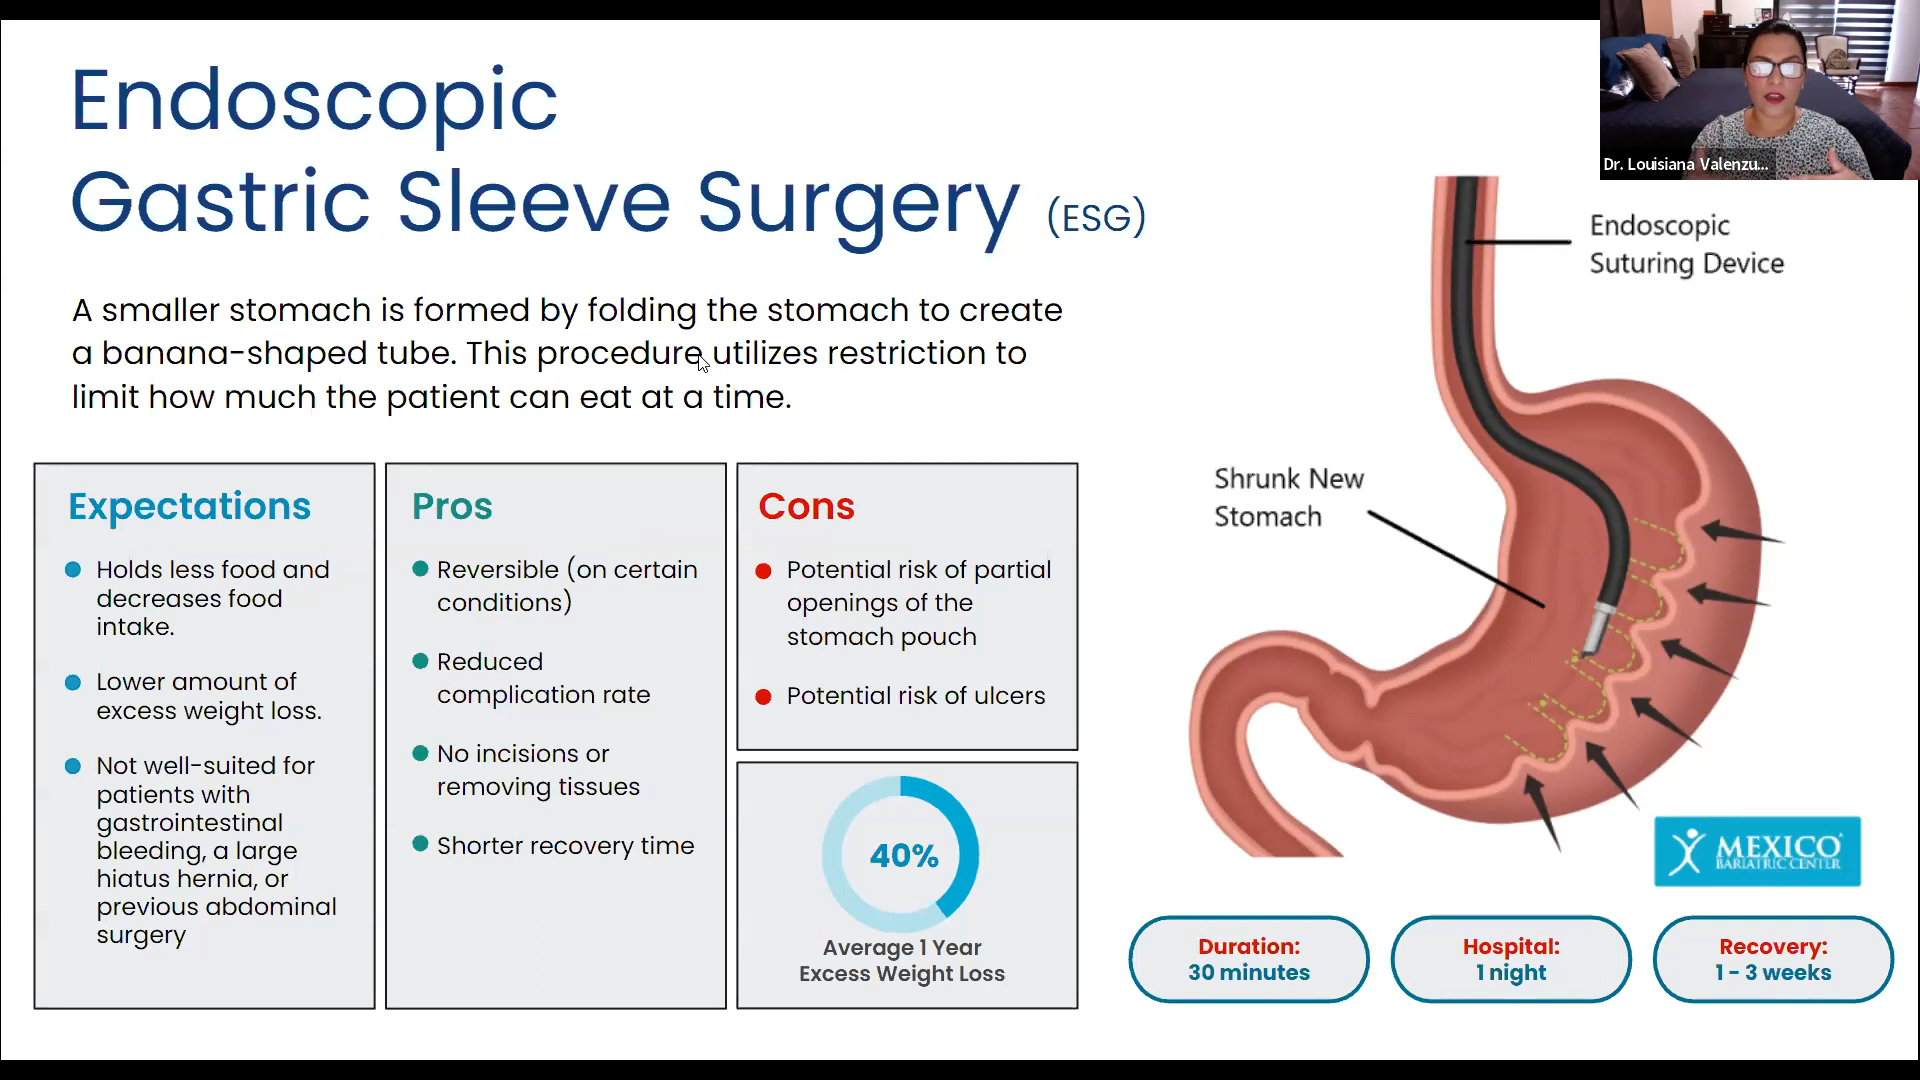 Endoscopic
Gastric Sleeve Surgery (ESG)
A smaller stomach is formed by folding the stomach to create
a banana-shaped tube. This procedure utilizes restriction to
limit how much the patient can eat at a time.
Expectations
Holds less food and
decreases food
intake.
Lower amount of
excess weight loss.
Not well-suited for
patients with
gastrointestinal
bleeding, a large
hiatus hernia, or
previous abdominal
surgery
Pros
Reversible (on certain
conditions)
Reduced
complication rate
No incisions or
removing tissues
Shorter recovery time
Cons
Potential risk of partial
openings of the
stomach pouch
Potential risk of ulcers
40%
Average 1 Year
Excess Weight Loss
Dr. Louisiana Valenzu...
Endoscopic
Suturing Device
Shrunk New
Stomach
MEXICO
BARIATRIC CENTER
Duration:
30 minutes
Hospital:
1 night
Recovery:
1 - 3 weeks